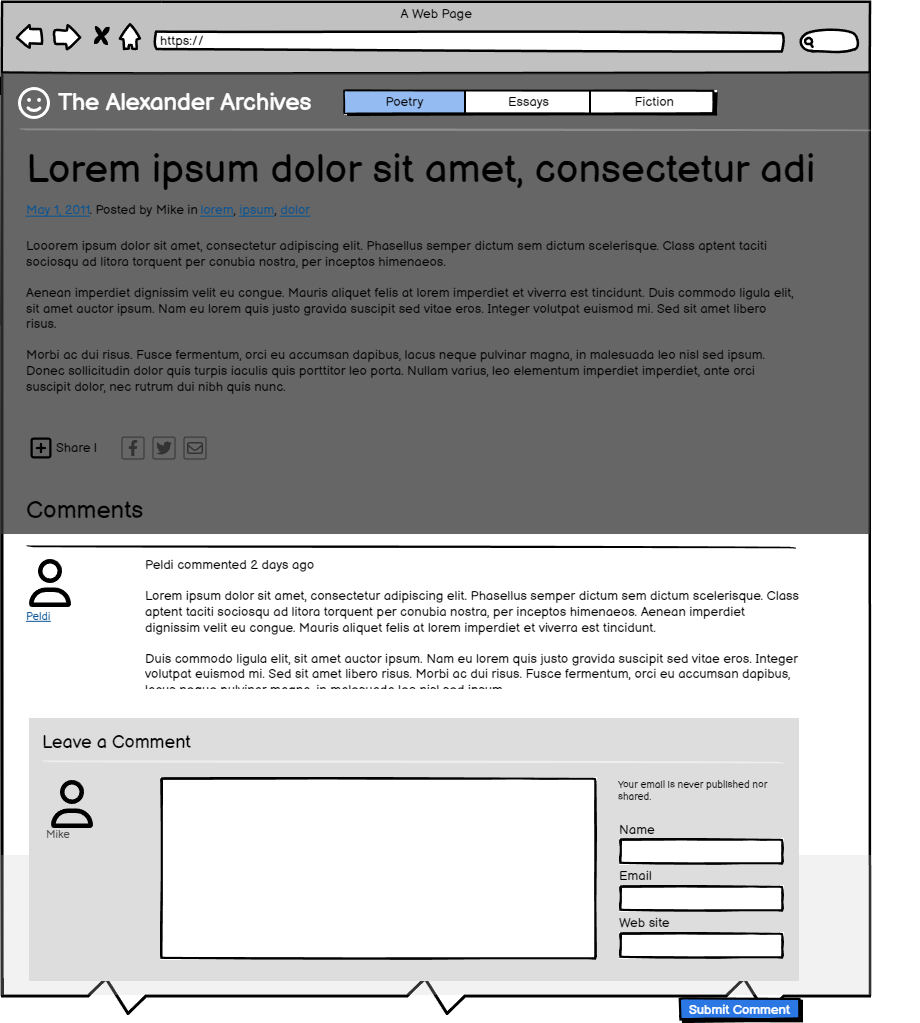 A Web Page
https://
The Alexander Archives
Poetry Essays Fiction
Lorem ipsum dolor sit amet, consectetur adi
May 1, 2011. Posted by Mike in lorem, ipsum, dolor
Looorem ipsum dolor sit amet, consectetur adipiscing elit. Phasellus semper dictum sem dictum scelerisque. Class aptent taciti
sociosqu ad litora torquent per conubia nostra, per inceptos himenaeos.
Aenean imperdiet dignissim velit eu congue. Mauris aliquet felis at lorem imperdiet et viverra est tincidunt. Duis commodo ligula elit,
sit amet auctor ipsum. Nam eu lorem quis justo gravida suscipit sed vitae eros. Integer volutpat euismod mi. Sed sit amet libero
risus.
Morbi ac dui risus. Fusce fermentum, orci eu accumsan dapibus, lacus neque pulvinar magna, in malesuada leo nisl sed ipsum.
Donec sollicitudin dolor quis turpis iaculis quis porttitor leo porta. Nullam varius, leo elementum imperdiet imperdiet, ante orci
suscipit dolor, nec rutrum dui nibh quis nunc.
Share |
Comments
Peldi commented 2 days ago
Peldi
Lorem ipsum dolor sit amet, consectetur adipiscing elit. Phasellus semper dictum sem dictum scelerisque. Class
aptent taciti sociosqu ad litora torquent per conubia nostra, per inceptos himenaeos. Aenean imperdiet
dignissim velit eu congue. Mauris aliquet felis at lorem imperdiet et viverra est tincidunt.
Duis commodo ligula elit, sit amet auctor ipsum. Nam eu lorem quis justo gravida suscipit sed vitae eros. Integer
volutpat euismod mi. Sed sit amet libero risus. Morbi ac dui risus. Fusce fermentum, orci eu accumsan dapibus,
lacus neque pulvinar magna, in malesuada leo nisl sed ipsum.
Leave a Comment
Mike
Your email is never published nor
shared.
Name
Email
Web site
Submit Comment